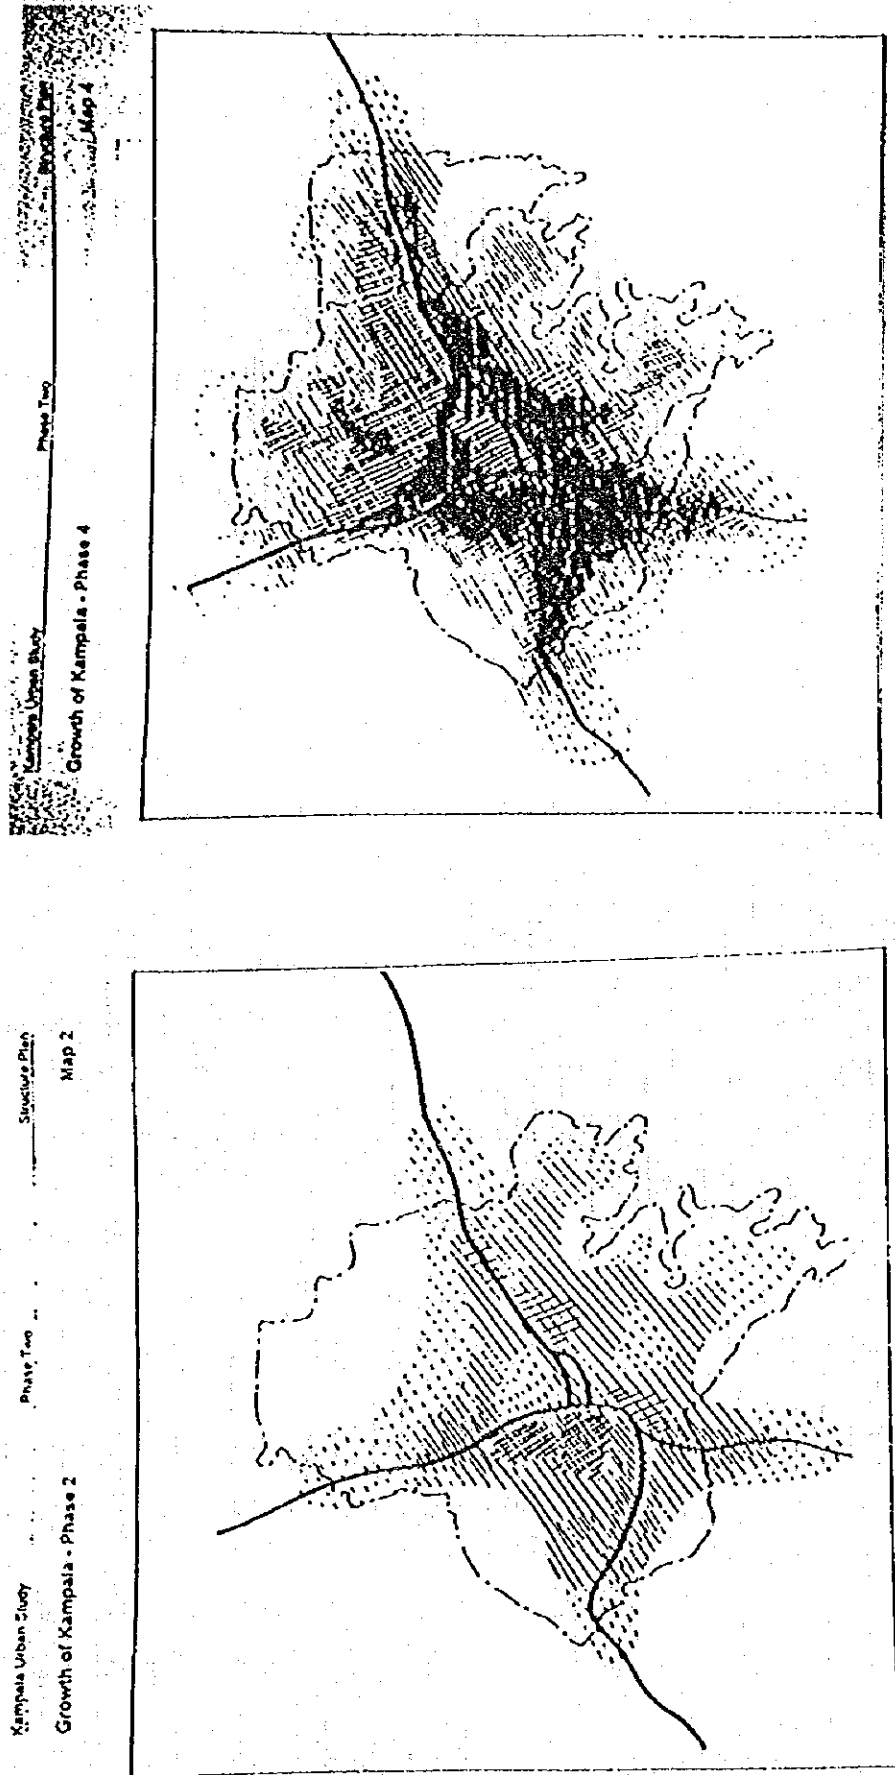 Kampala Urban Study Phase Two Structure Plan
Growth of Kampala - Phase 4 Map 4
Kampala Urban Study Phase Two Structure Plan
Growth of Kampala - Phase 2 Map 2